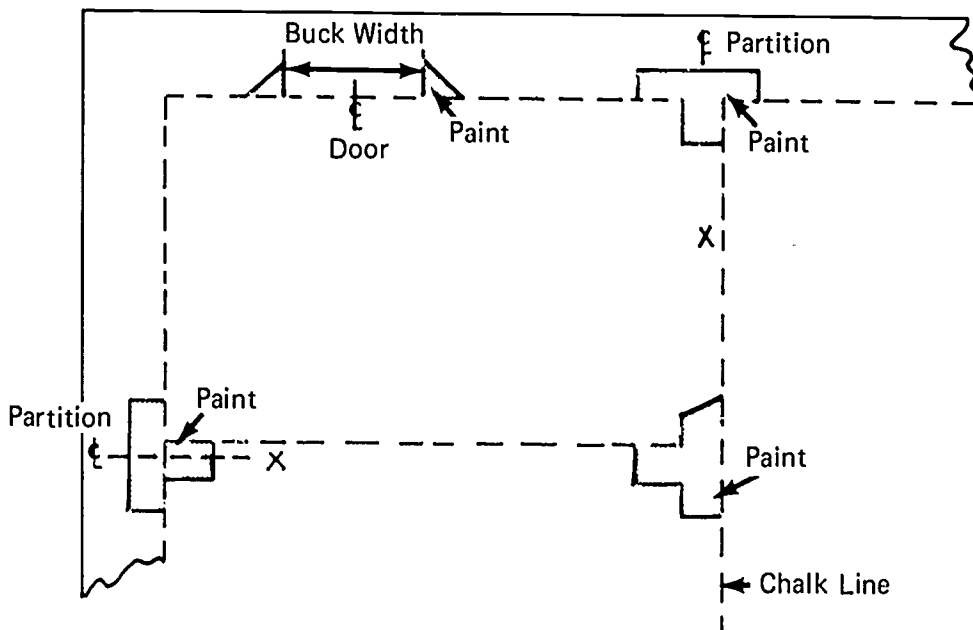 Buck Width
℄ Partition
Paint
Paint
℄
Door
X
Partition
℄
Paint
X
Paint
Chalk Line